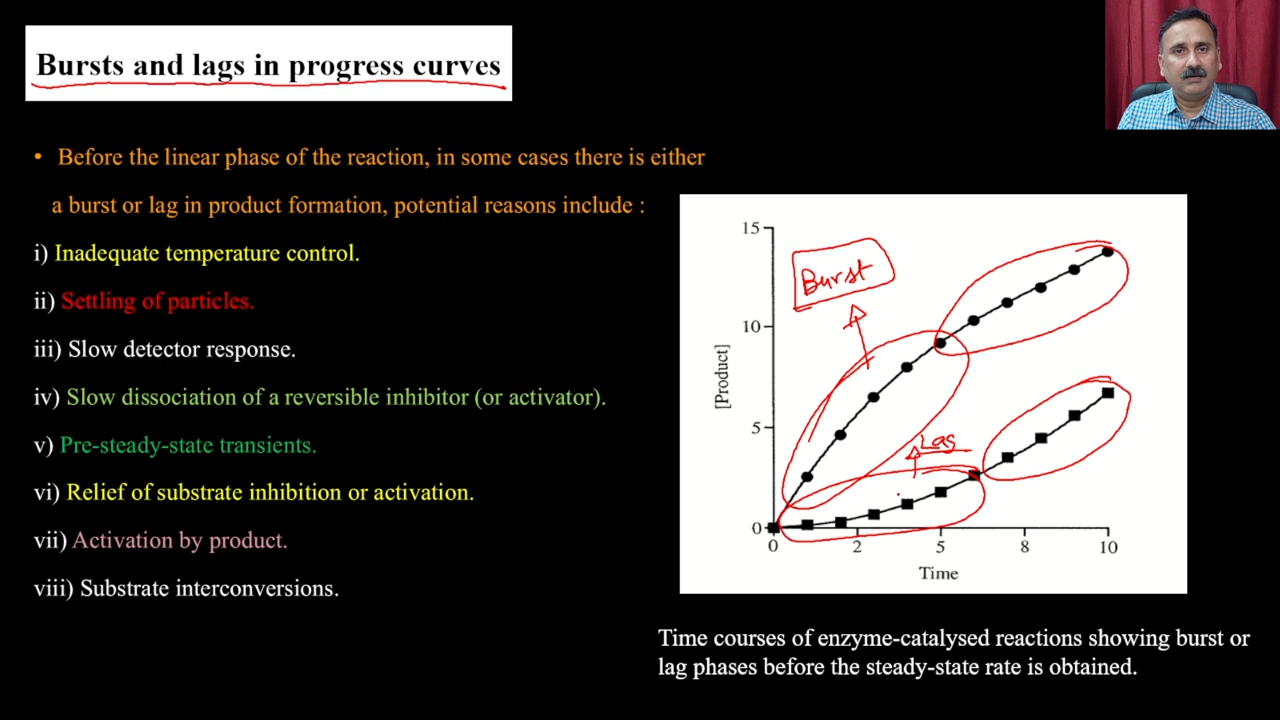 Bursts and lags in progress curves
• Before the linear phase of the reaction, in some cases there is either
a burst or lag in product formation, potential reasons include :
i) Inadequate temperature control.
ii) Settling of particles.
iii) Slow detector response.
iv) Slow dissociation of a reversible inhibitor (or activator).
v) Pre-steady-state transients.
vi) Relief of substrate inhibition or activation.
vii) Activation by product.
viii) Substrate interconversions.
15
Burst
10
[Product]
5
Lag
0
0 2 5 8 10
Time
Time courses of enzyme-catalysed reactions showing burst or
lag phases before the steady-state rate is obtained.